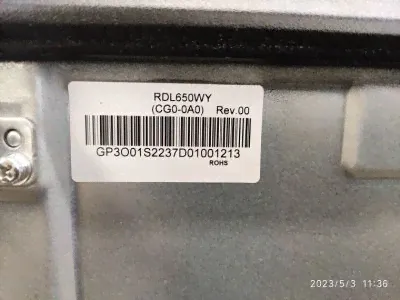 RDL650WY
(CG0-0A0) Rev.00
GP3O01S2237D01001213
ROHS
2023/5/3 11:36